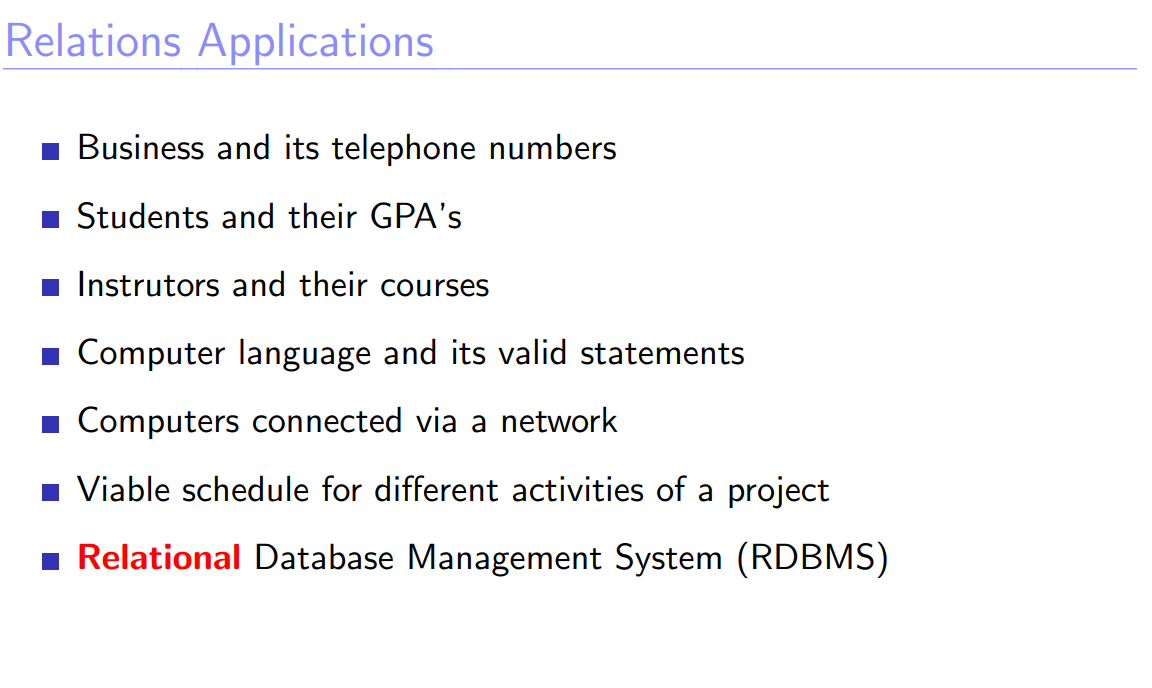 Relations Applications
Business and its telephone numbers
Students and their GPA's
Instrutors and their courses
Computer language and its valid statements
Computers connected via a network
Viable schedule for different activities of a project
Relational Database Management System (RDBMS)